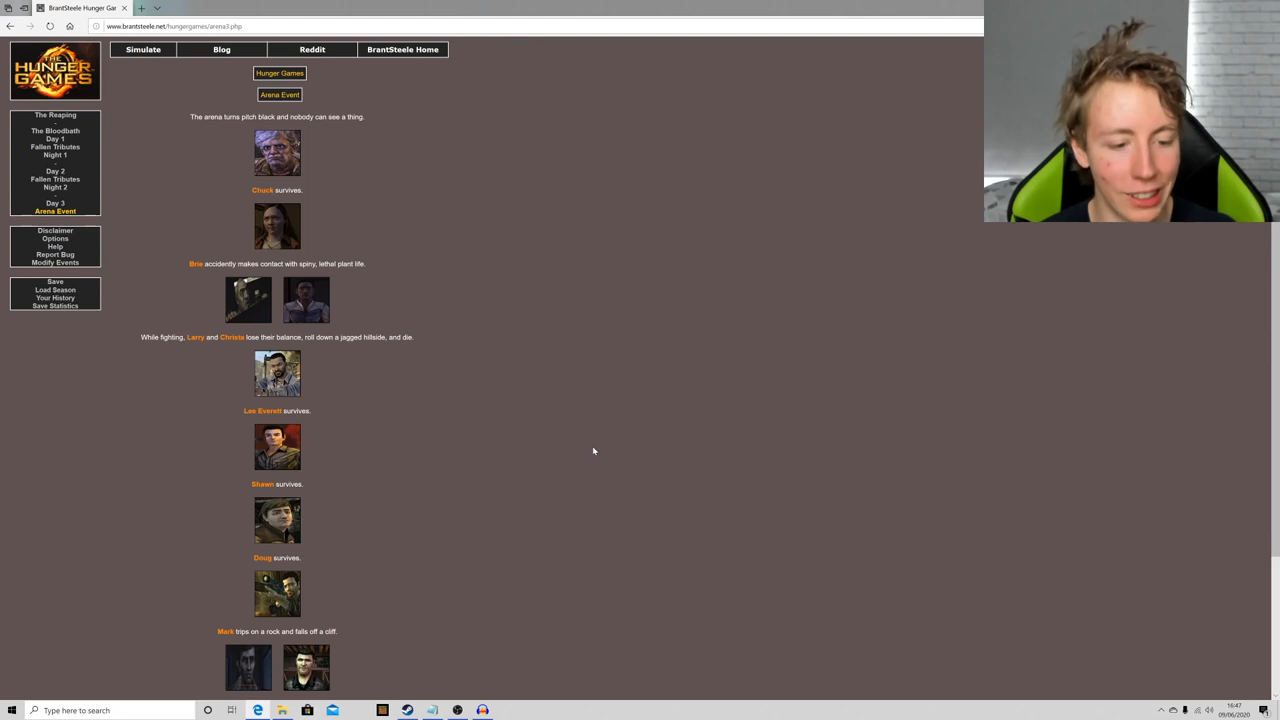 BrantSteele Hunger Gar
www.brantsteele.net/hungergames/arena3.php
THE HUNGER GAMES
Simulate Blog Reddit BrantSteele Home
Hunger Games
Arena Event
The Reaping
-
The Bloodbath
Day 1
Fallen Tributes
Night 1
-
Day 2
Fallen Tributes
Night 2
-
Day 3
Arena Event
Disclaimer
Options
Help
Report Bug
Modify Events
Save
Load Season
Your History
Save Statistics
The arena turns pitch black and nobody can see a thing.
Chuck survives.
Brie accidently makes contact with spiny, lethal plant life.
While fighting, Larry and Christa lose their balance, roll down a jagged hillside, and die.
Lee Everett survives.
Shawn survives.
Doug survives.
Mark trips on a rock and falls off a cliff.
Type here to search
16:47
09/06/2020